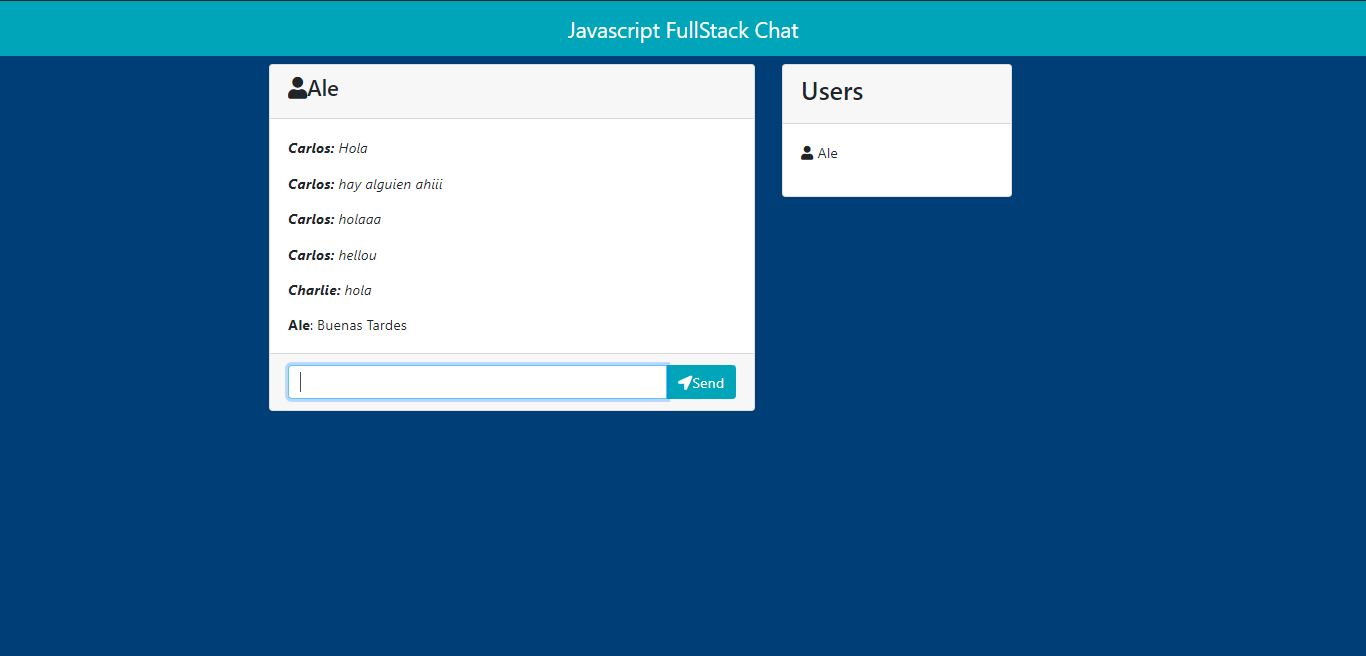 Javascript FullStack Chat
Ale
Carlos: Hola
Carlos: hay alguien ahiii
Carlos: holaaa
Carlos: hellou
Charlie: hola
Ale: Buenas Tardes
Send
Users
Ale